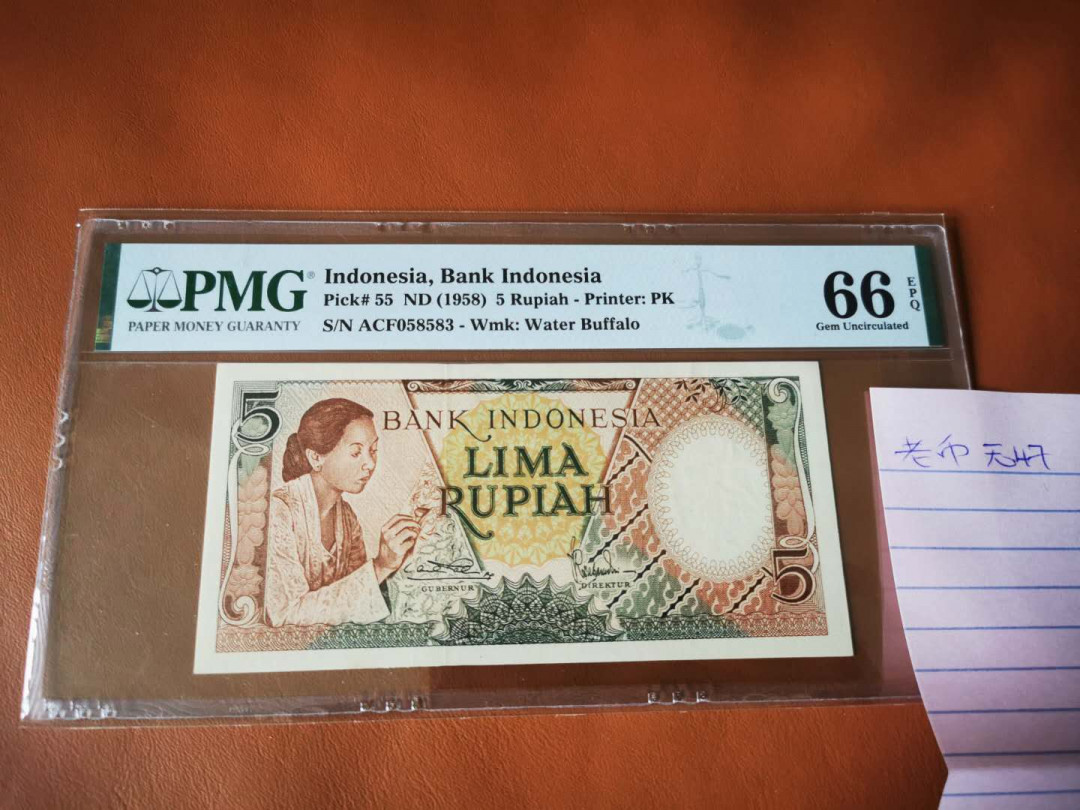 PMG®
PAPER MONEY GUARANTY
Indonesia, Bank Indonesia
Pick# 55 ND (1958) 5 Rupiah - Printer: PK
S/N ACF058583 - Wmk: Water Buffalo
66
EPQ
Gem Uncirculated
5
BANK INDONESIA
LIMA
RUPIAH
GUBERNUR
DIREKTUR
5
老币 无47